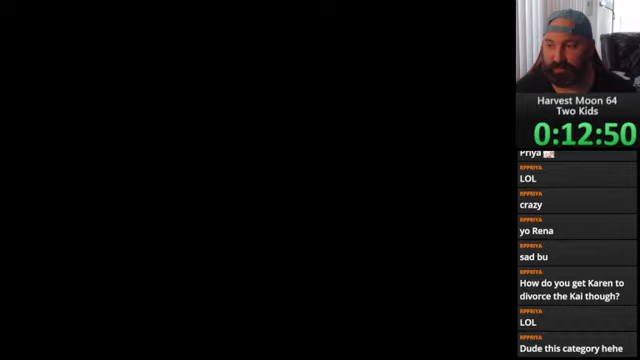 Harvest Moon 64
Two Kids
0:12:50
Priya
RPPRIYA
LOL
RPPRIYA
crazy
RPPRIYA
yo Rena
RPPRIYA
sad bu
RPPRIYA
How do you get Karen to
divorce the Kai though?
RPPRIYA
LOL
RPPRIYA
Dude this category hehe